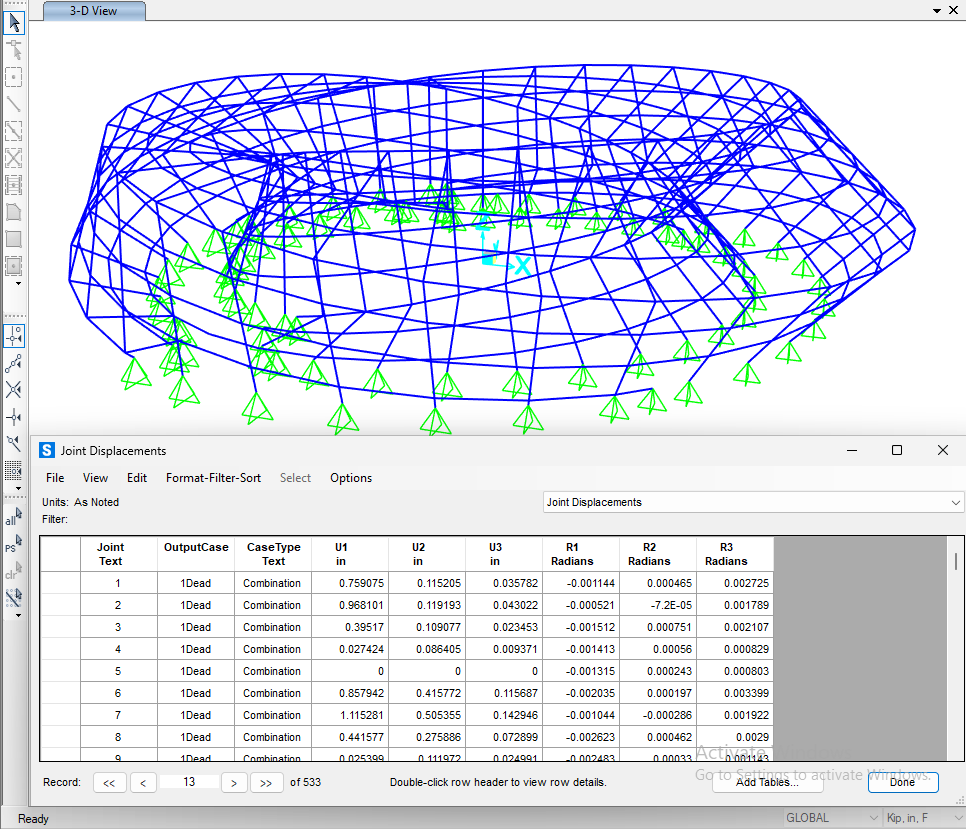 3-D View
X
all
PS
clr
S Joint Displacements
File View Edit Format-Filter-Sort Select Options
Units: As Noted
Joint Displacements
Filter:
Joint OutputCase CaseType U1 U2 U3 R1 R2 R3
Text Text in in in Radians Radians Radians
1 1Dead Combination 0.759075 0.115205 0.035782 -0.001144 0.000465 0.002725
2 1Dead Combination 0.968101 0.119193 0.043022 -0.000521 -7.2E-05 0.001789
3 1Dead Combination 0.39517 0.109077 0.023453 -0.001512 0.000751 0.002107
4 1Dead Combination 0.027424 0.086405 0.009371 -0.001413 0.00056 0.000829
5 1Dead Combination 0 0 0 -0.001315 0.000243 0.000803
6 1Dead Combination 0.857942 0.415772 0.115687 -0.002035 0.000197 0.003399
7 1Dead Combination 1.115281 0.505355 0.142946 -0.001044 -0.000286 0.001922
8 1Dead Combination 0.441577 0.275886 0.072899 -0.002623 0.000462 0.0029
9 1Dead Combination 0.025399 0.111972 0.024991 -0.002483 0.00033 0.001143
Activate Windows
Go to Settings to activate Windows.
Record: << < 13 > >> of 533 Double-click row header to view row details. Add Tables... Done
Ready GLOBAL Kip, in, F